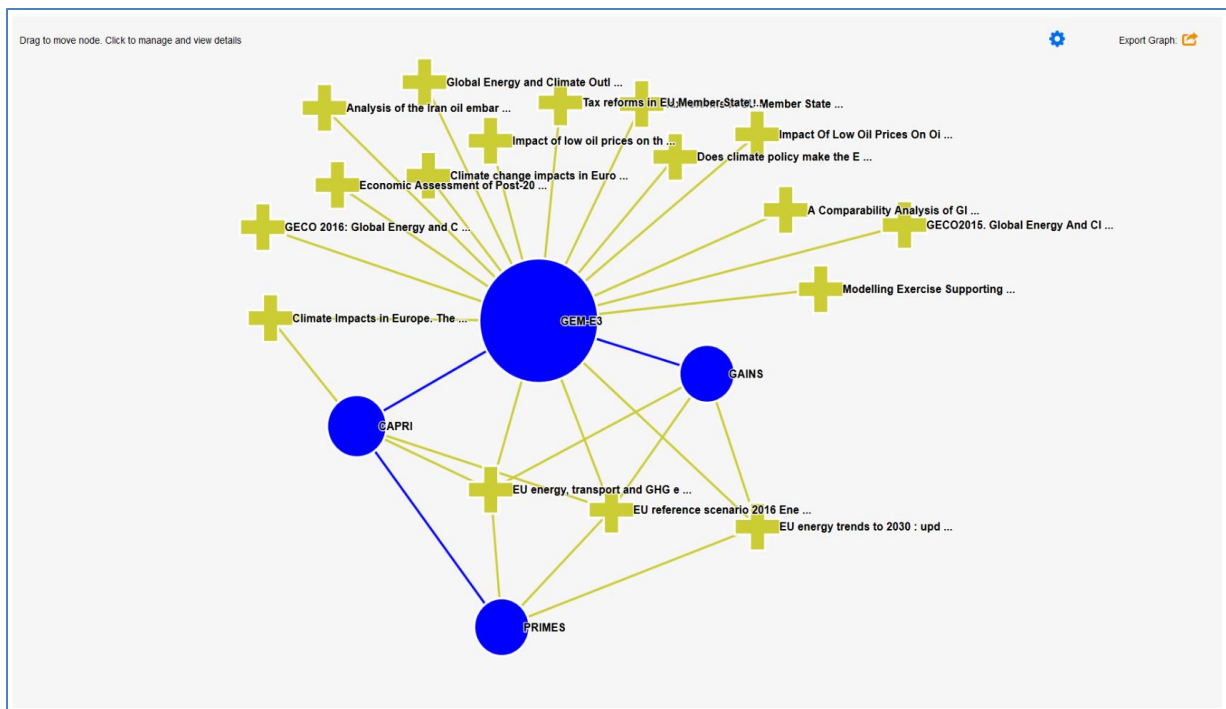 Drag to move node. Click to manage and view details
Export Graph:
Global Energy and Climate Outl ...
Analysis of the Iran oil embar ...
Tax reforms in EU Member State ...
Member State ...
Impact of low oil prices on th ...
Impact Of Low Oil Prices On Oi ...
Does climate policy make the E ...
Climate change impacts in Euro ...
Economic Assessment of Post-20 ...
A Comparability Analysis of Gl ...
GECO 2016: Global Energy and C ...
GECO2015. Global Energy And Cl ...
Modelling Exercise Supporting ...
Climate Impacts in Europe. The ...
GEM-E3
GAINS
CAPRI
EU energy, transport and GHG e ...
EU reference scenario 2016 Ene ...
EU energy trends to 2030 : upd ...
PRIMES